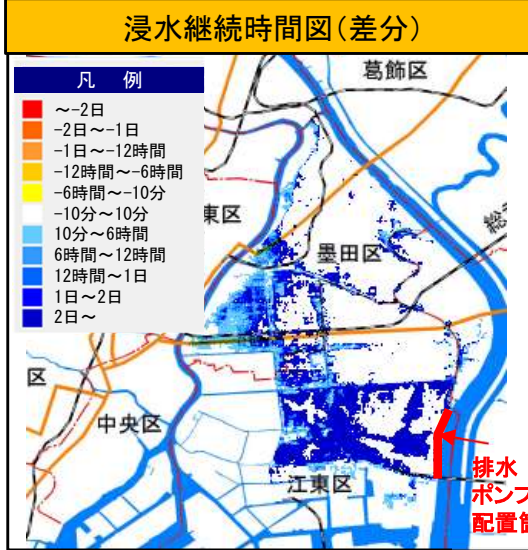 浸水継続時間図(差分)
凡 例
～-2日
-2日～-1日
-1日～-12時間
-12時間～-6時間
-6時間～-10分
-10分～10分
10分～6時間
6時間～12時間
12時間～1日
1日～2日
2日～
葛飾区
東区
総
墨田区
区
中央区
江東区
排水
ポンプ
配置